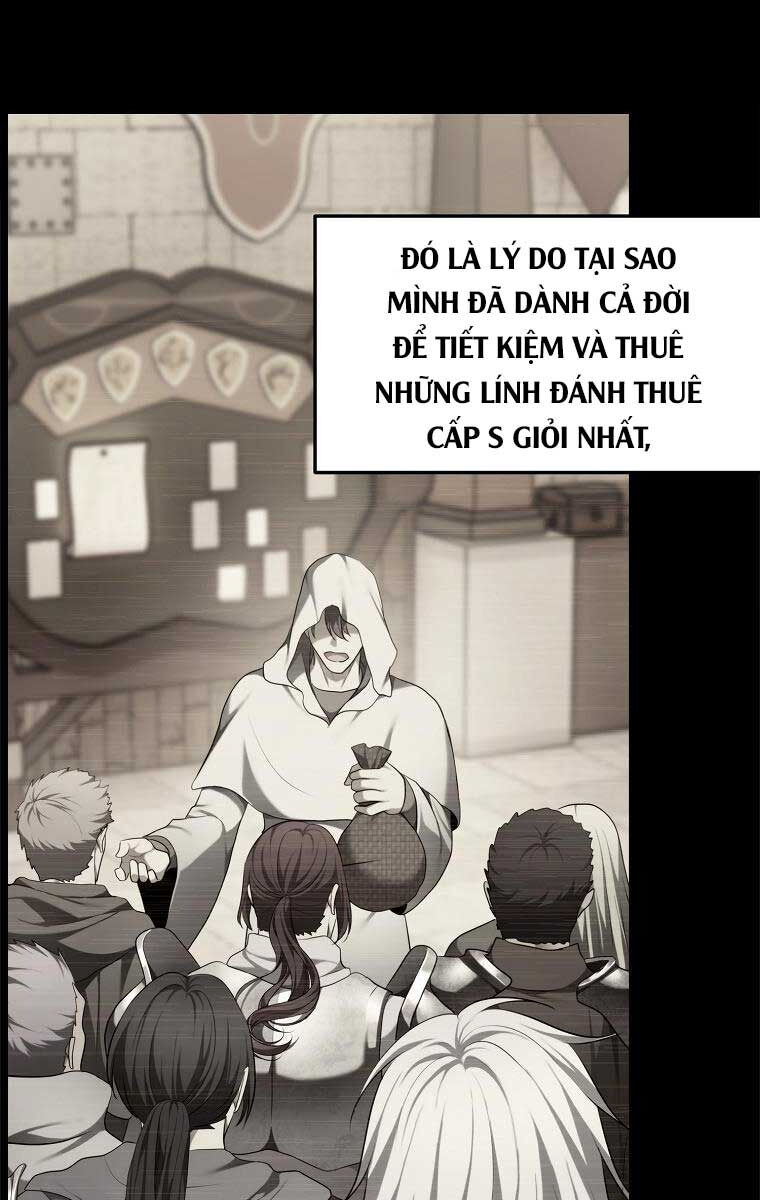 ĐÓ LÀ LÝ DO TẠI SAO
MÌNH ĐÃ DÀNH CẢ ĐỜI
ĐỂ TIẾT KIỆM VÀ THUÊ
NHỮNG LÍNH ĐÁNH THUÊ
CẤP S GIỎI NHẤT,